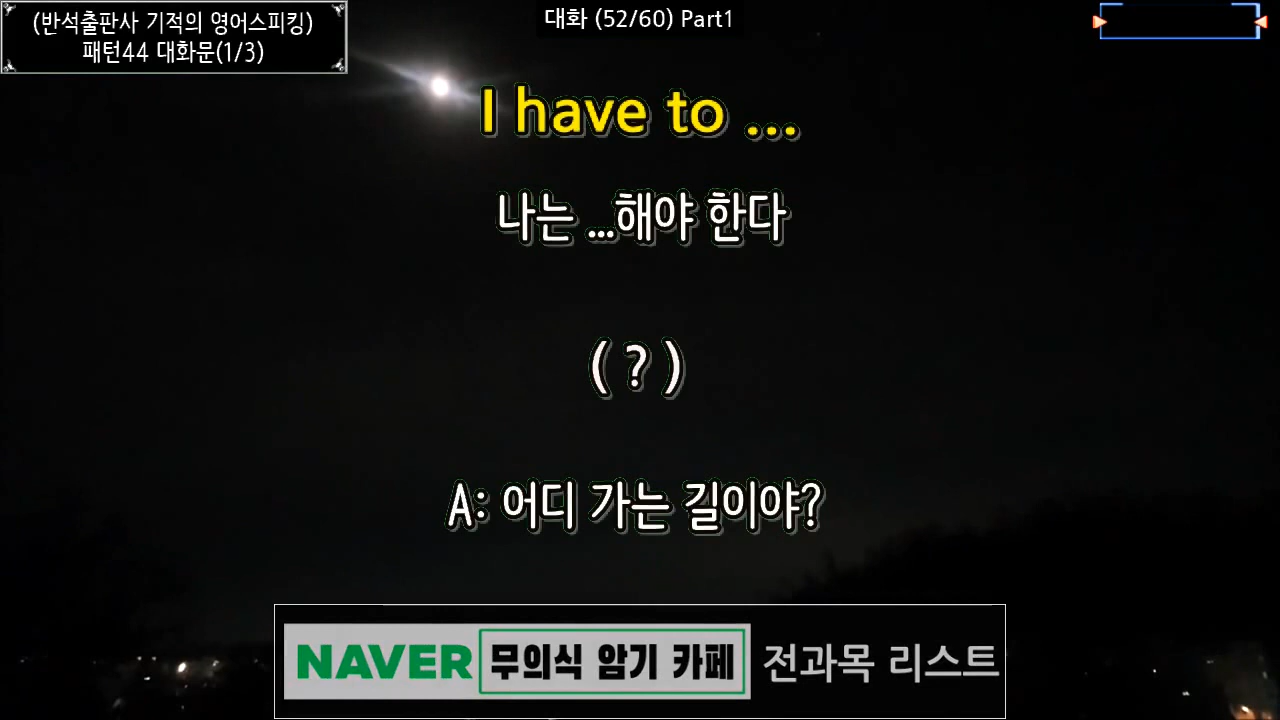 (반석출판사 기적의 영어스피킹)
패턴44 대화문(1/3)
대화 (52/60) Part1
I have to ...
나는 ...해야 한다
( ? )
A: 어디 가는 길이야?
NAVER 무의식 암기 카페 전과목 리스트